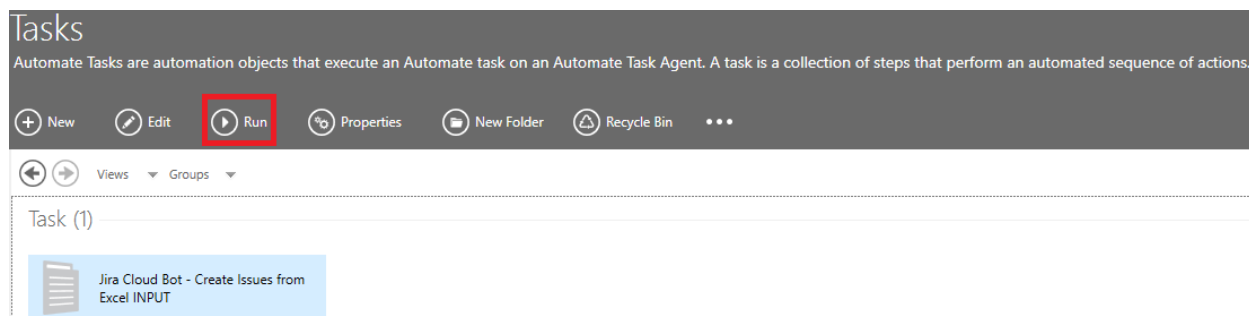 Tasks
Automate Tasks are automation objects that execute an Automate task on an Automate Task Agent. A task is a collection of steps that perform an automated sequence of actions.
New Edit Run Properties New Folder Recycle Bin •••
Views Groups
Task (1)
Jira Cloud Bot - Create Issues from
Excel INPUT